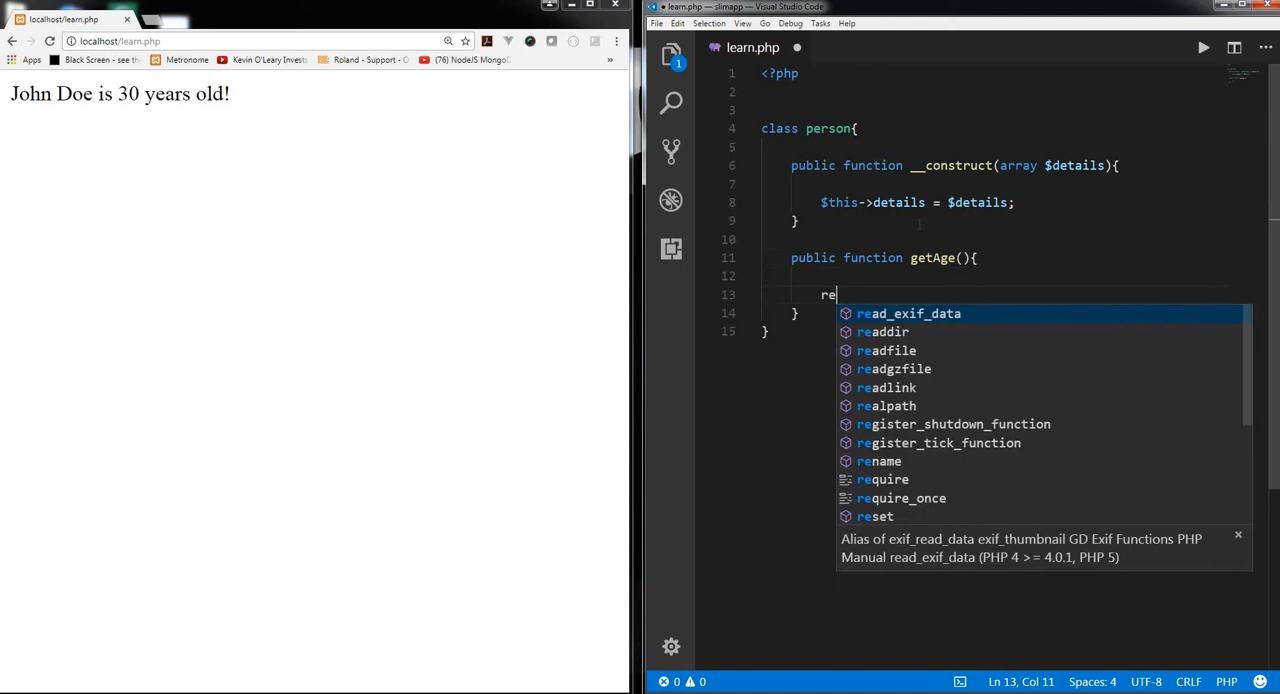 localhost/learn.php
localhost/learn.php
Apps
Black Screen - see the
Metronome
Kevin O'Leary Invests
Roland - Support - O
(76) NodeJS MongoD
»
John Doe is 30 years old!
● learn.php — slimapp — Visual Studio Code
File Edit Selection View Go Debug Tasks Help
1
learn.php
1 <?php
2
3
4 class person{
5
6 public function __construct(array $details){
7
8 $this->details = $details;
9 }
10
11 public function getAge(){
12
13 re
14 }
15 }
read_exif_data
readdir
readfile
readgzfile
readlink
realpath
register_shutdown_function
register_tick_function
rename
require
require_once
reset
Alias of exif_read_data exif_thumbnail GD Exif Functions PHP
Manual read_exif_data (PHP 4 >= 4.0.1, PHP 5)
0 0 Ln 13, Col 11 Spaces: 4 UTF-8 CRLF PHP